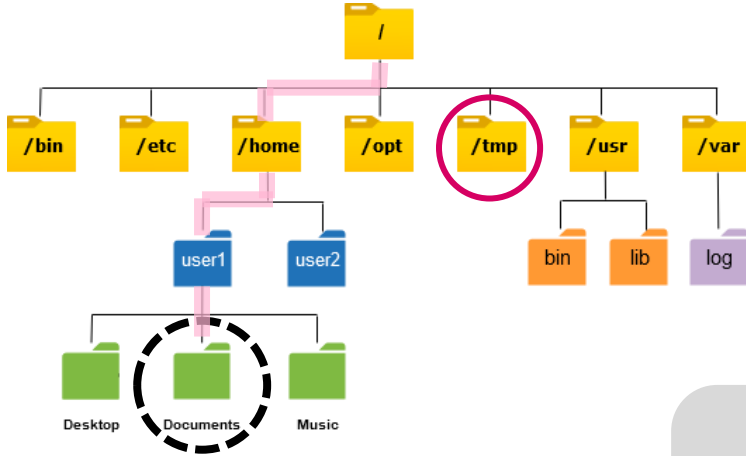 /
/bin /etc /home /opt /tmp /usr /var
user1 user2 bin lib log
Desktop Documents Music